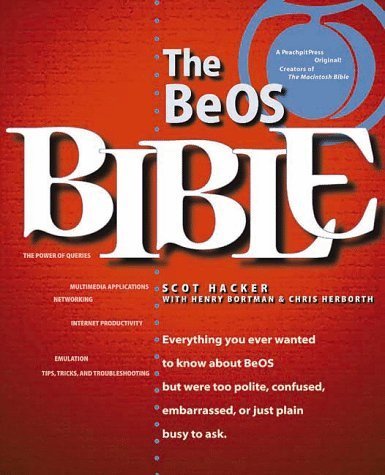 A PeachpitPress
Original!
Creators of
The Macintosh Bible
The
BeOS
BIBLE
THE POWER OF QUERIES
MULTIMEDIA APPLICATIONS
NETWORKING
INTERNET PRODUCTIVITY
EMULATION
TIPS, TRICKS, AND TROUBLESHOOTING
SCOT HACKER
WITH HENRY BORTMAN & CHRIS HERBORTH
Everything you ever wanted
to know about BeOS
but were too polite, confused,
embarrassed, or just plain
busy to ask.